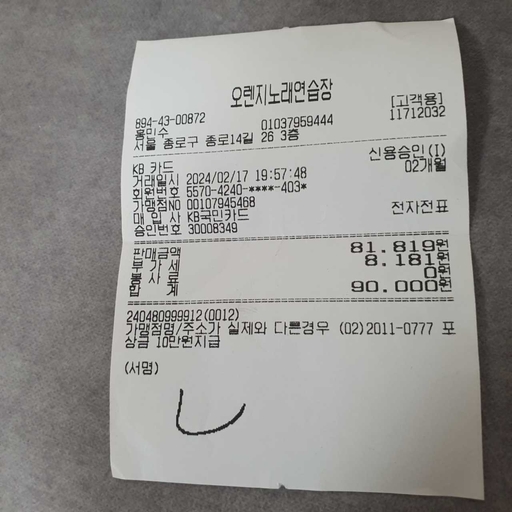 오렌지노래연습장
[고객용]
894-43-00872 01037959444 11712032
홍민수
서울 종로구 종로14길 26 3층
KB 카드 신용승인(I)
거래일시 2024/02/17 19:57:48 02개월
회원번호 5570-4240-****-403*
가맹점NO 00107945468
매 입 사 KB국민카드 전자전표
승인번호 30008349
판매금액 81,819원
부 가 세 8,181원
봉 사 료 0원
합 계 90,000원
240480999912(0012)
가맹점명/주소가 실제와 다른경우 (02)2011-0777 포
상금 10만원지급
(서명)